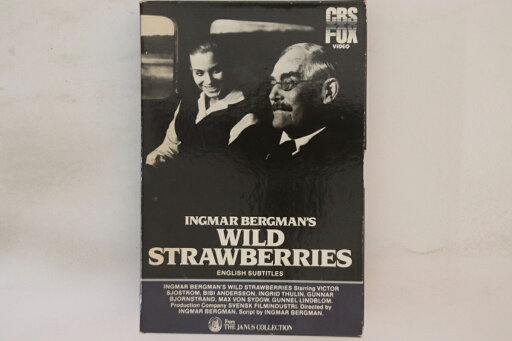 CBS
FOX
VIDEO
INGMAR BERGMAN'S
WILD
STRAWBERRIES
ENGLISH SUBTITLES
INGMAR BERGMAN'S WILD STRAWBERRIES Starring VICTOR
SJOSTROM, BIBI ANDERSSON, INGRID THULIN, GUNNAR
BJORNSTRAND, MAX VON SYDOW, GUNNEL LINDBLOM.
Production Company SVENSK FILMINDUSTRI. Directed by
INGMAR BERGMAN. Script by INGMAR BERGMAN.
From
THE JANUS COLLECTION